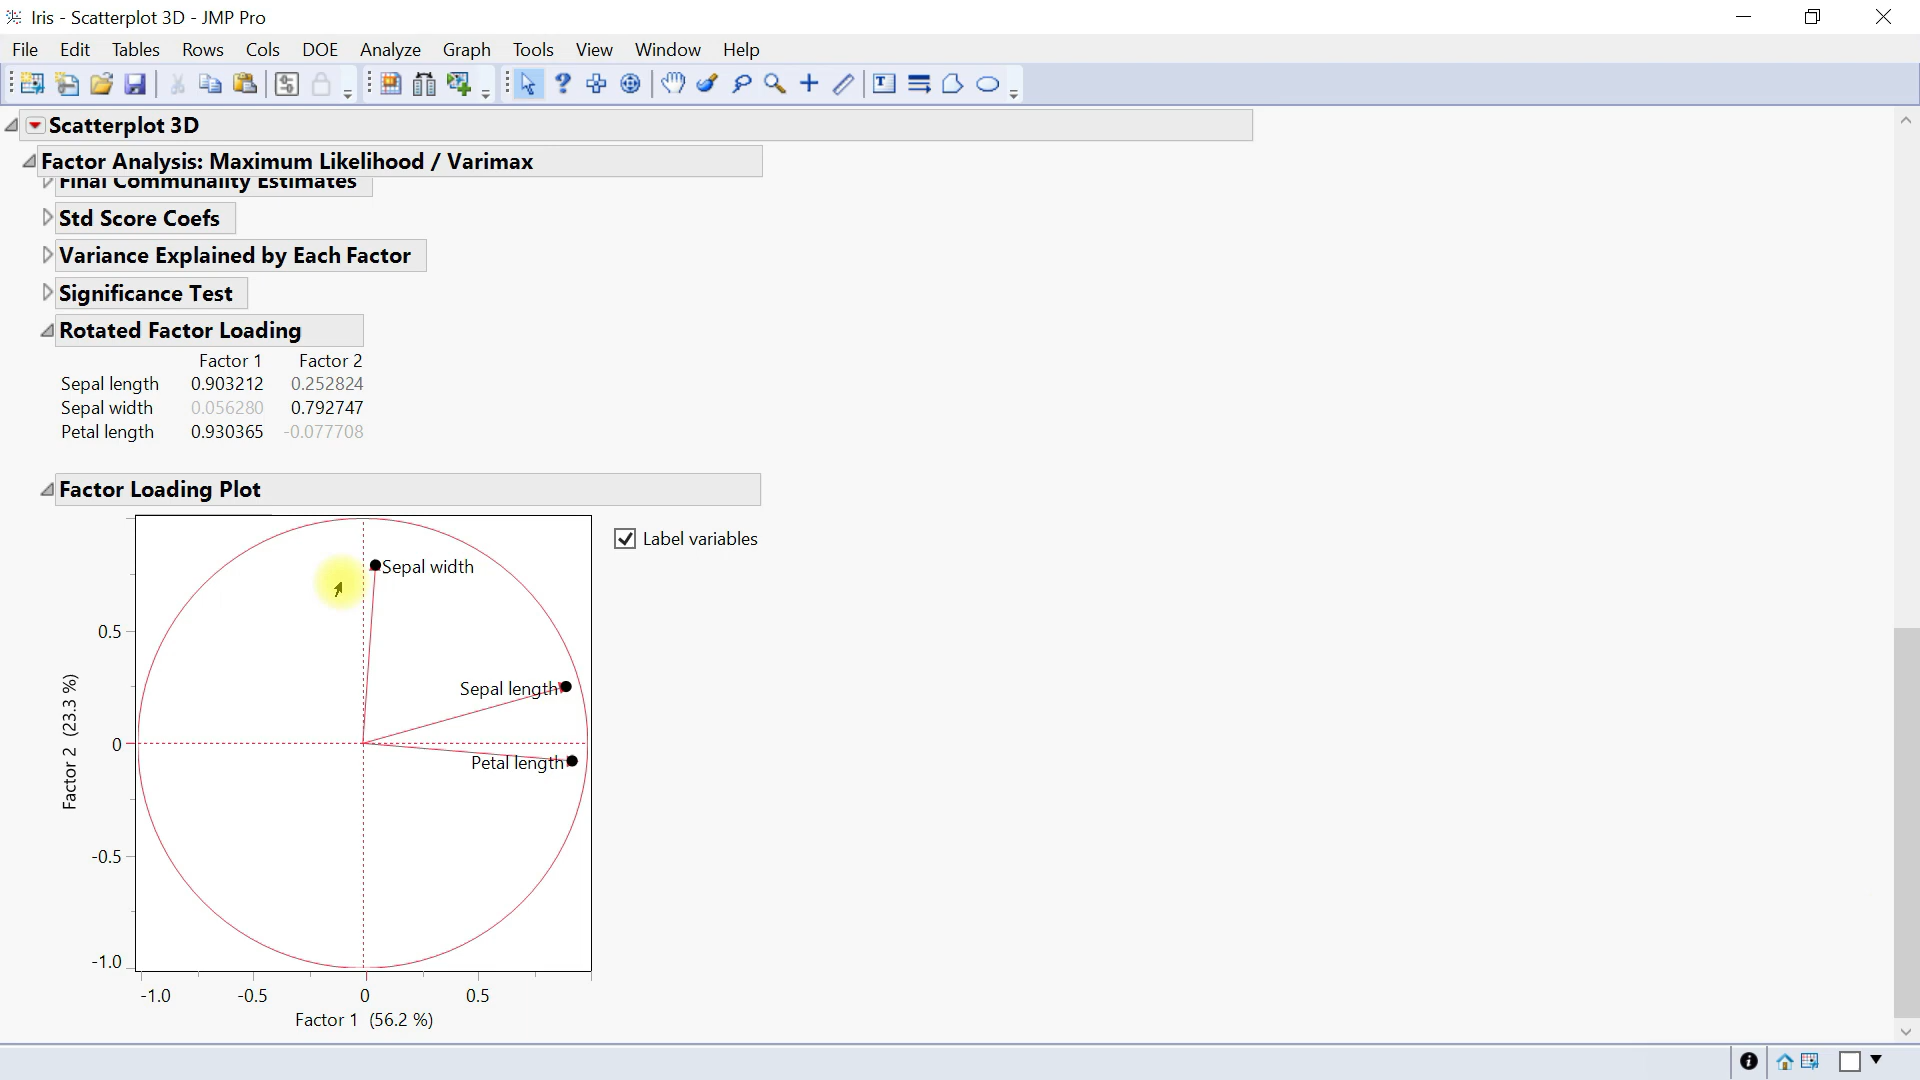 Iris - Scatterplot 3D - JMP Pro
File Edit Tables Rows Cols DOE Analyze Graph Tools View Window Help
Scatterplot 3D
Factor Analysis: Maximum Likelihood / Varimax
Final Communality Estimates
Std Score Coefs
Variance Explained by Each Factor
Significance Test
Rotated Factor Loading
Factor 1 Factor 2
Sepal length 0.903212 0.252824
Sepal width 0.056280 0.792747
Petal length 0.930365 -0.077708
Factor Loading Plot
Label variables
Sepal width
0.5
Sepal length
0
Petal length
Factor 2 (23.3 %)
-0.5
-1.0
-1.0 -0.5 0 0.5
Factor 1 (56.2 %)